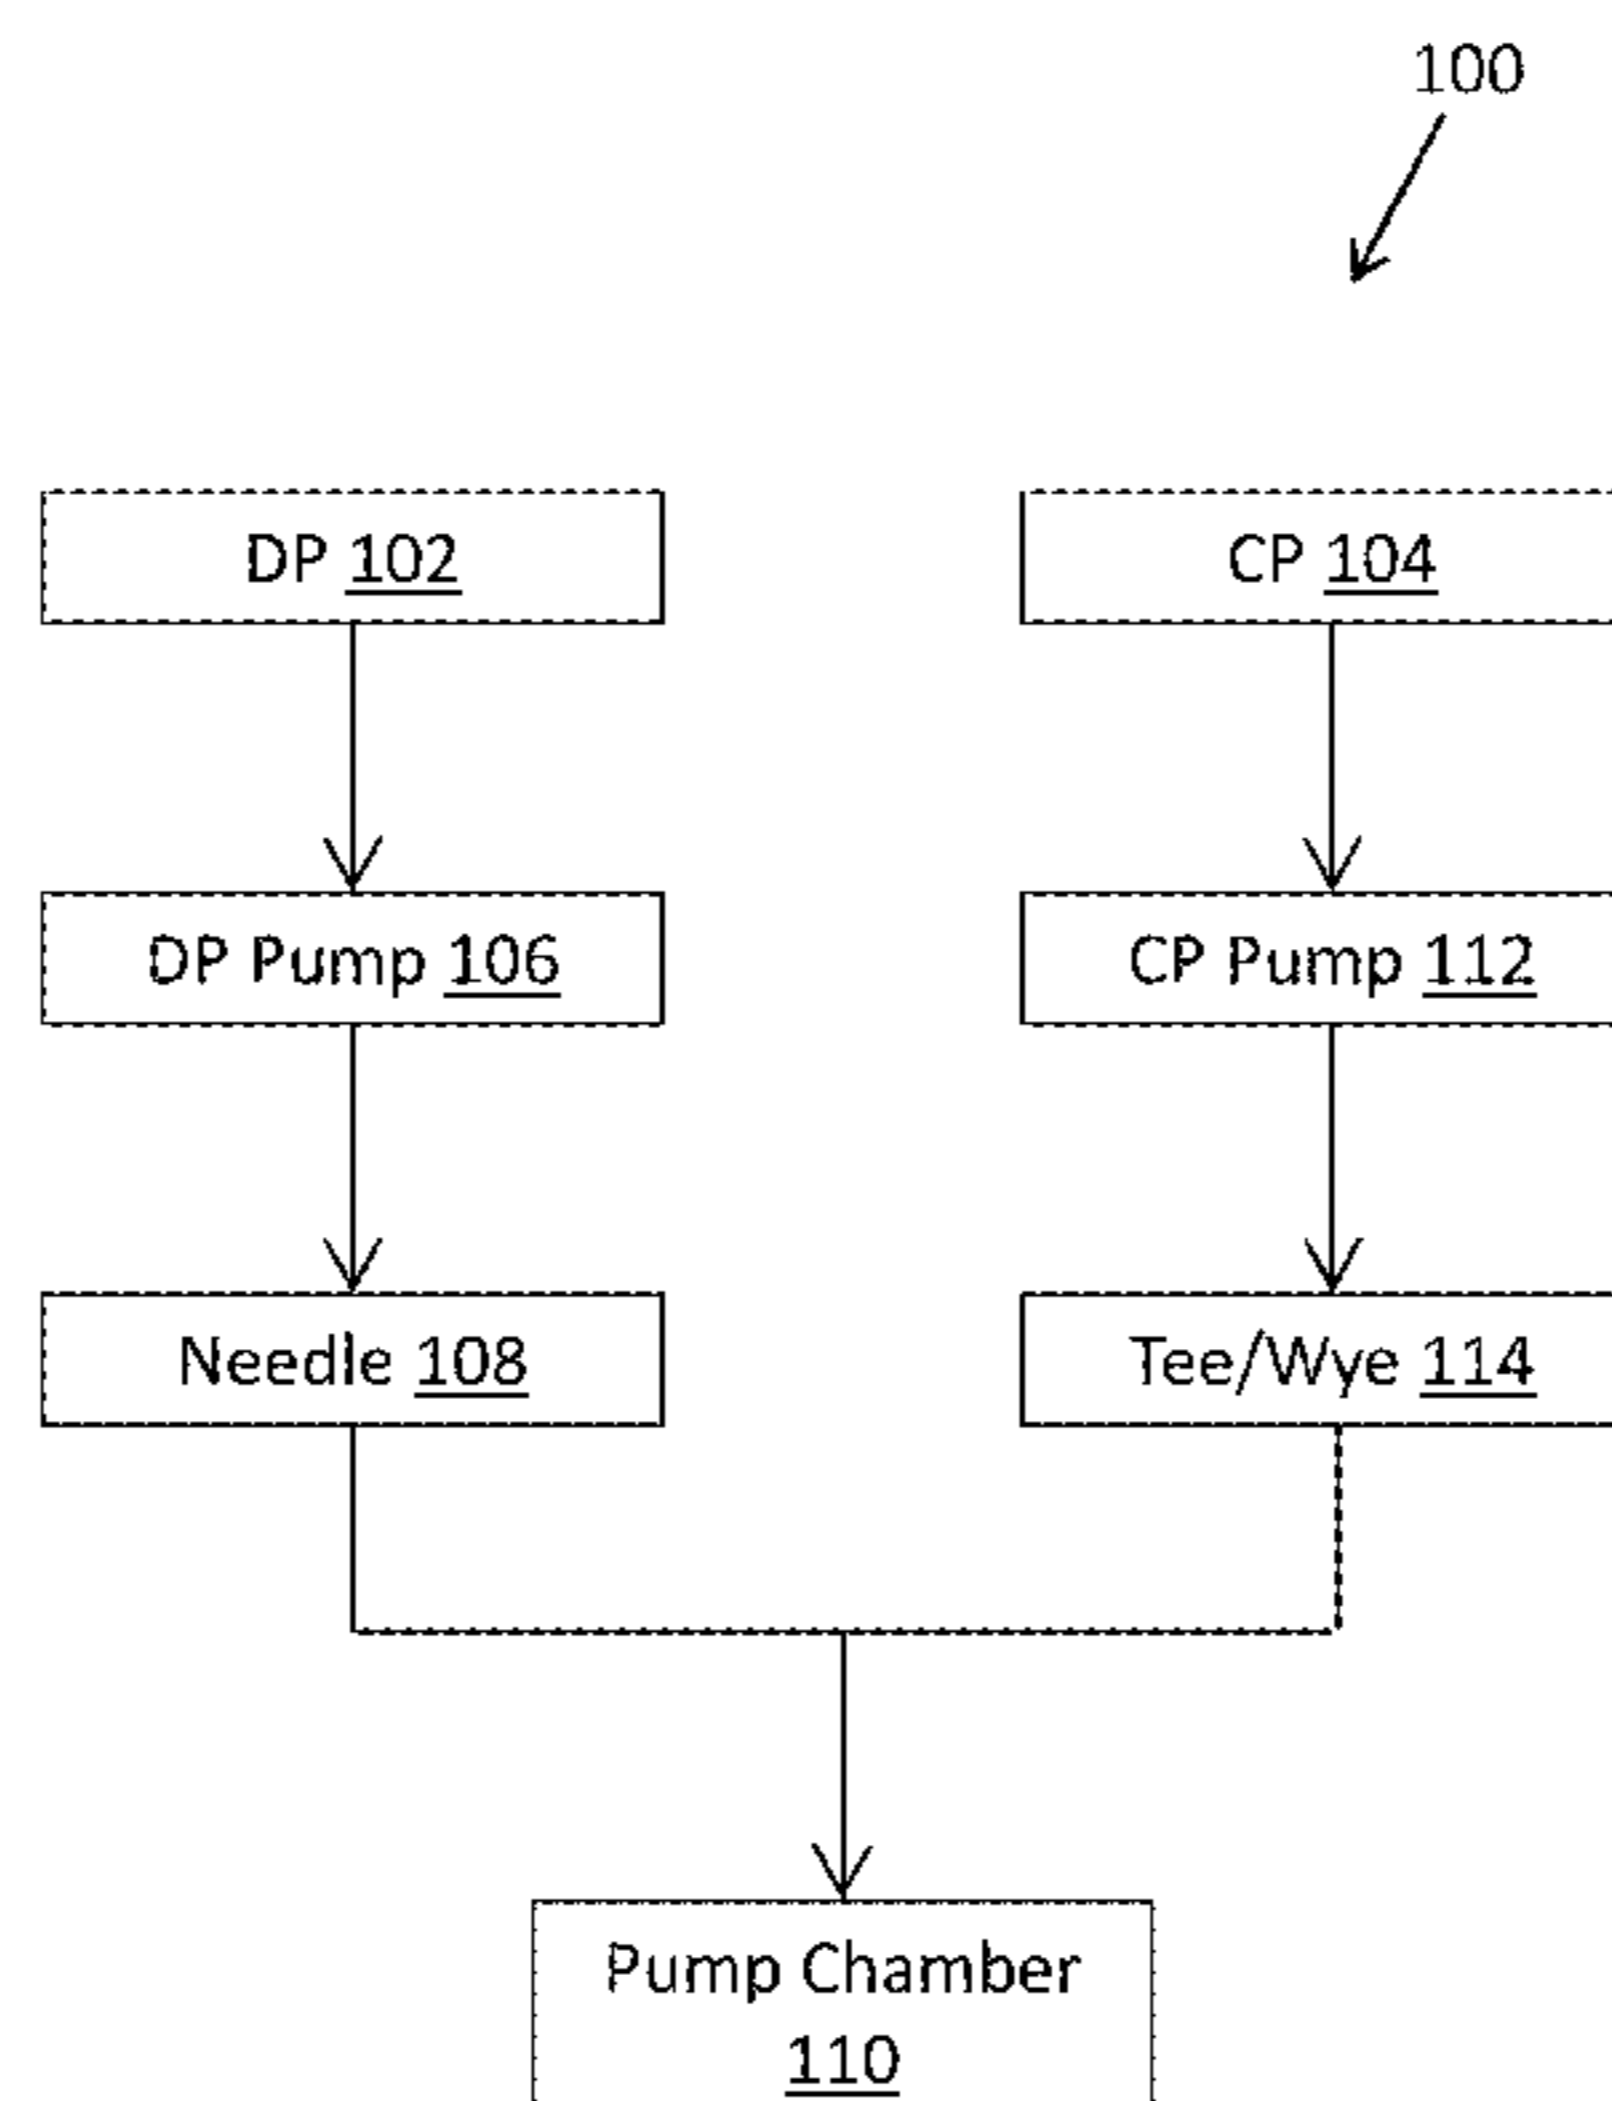 100
DP 102
CP 104
DP Pump 106
CP Pump 112
Needle 108
Tee/Wye 114
Pump Chamber
110